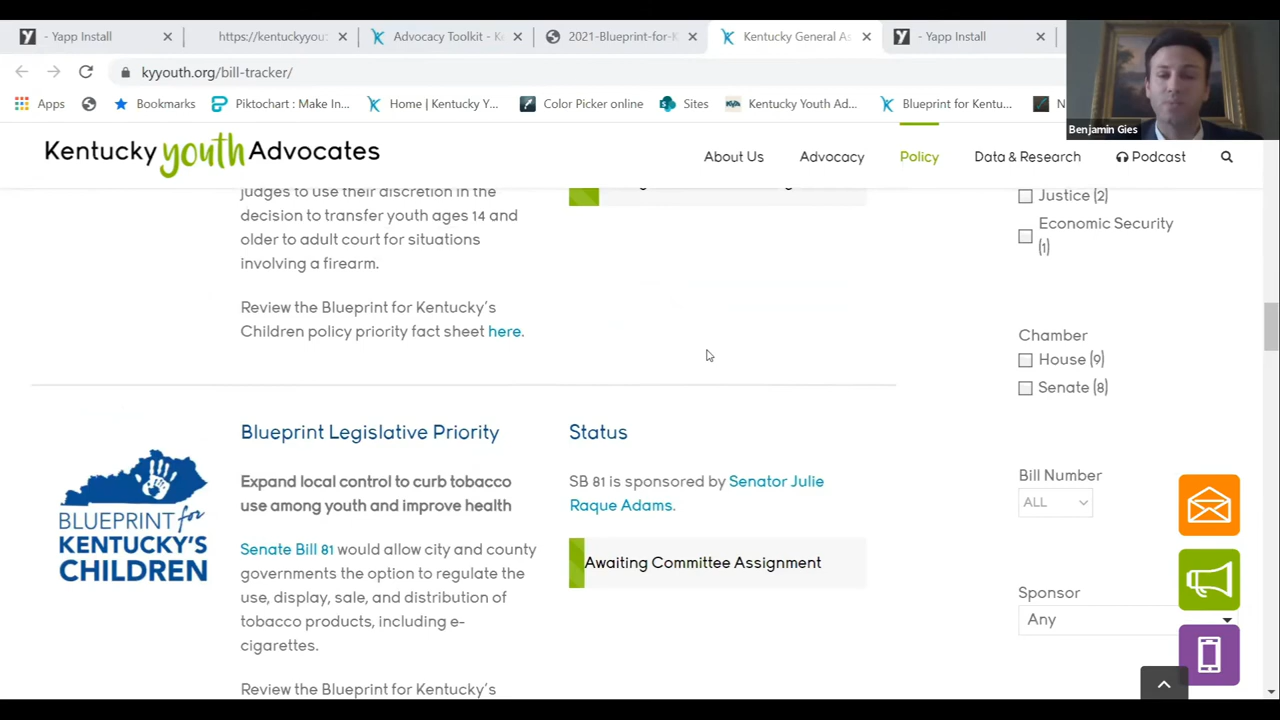 - Yapp Install
https://kentuckyyou
Advocacy Toolkit - K
2021-Blueprint-for-K
Kentucky General As
- Yapp Install
kyyouth.org/bill-tracker/
Apps
Bookmarks
Piktochart : Make In...
Home | Kentucky Y...
Color Picker online
Sites
Kentucky Youth Ad...
Blueprint for Kentu...
Benjamin Gies
Kentucky youth Advocates
About Us
Advocacy
Policy
Data & Research
Podcast
judges to use their discretion in the
decision to transfer youth ages 14 and
older to adult court for situations
involving a firearm.
Review the Blueprint for Kentucky's
Children policy priority fact sheet here.
Justice (2)
Economic Security
(1)
Chamber
House (9)
Senate (8)
BLUEPRINT for
KENTUCKY'S
CHILDREN
Blueprint Legislative Priority
Expand local control to curb tobacco
use among youth and improve health
Senate Bill 81 would allow city and county
governments the option to regulate the
use, display, sale, and distribution of
tobacco products, including e-
cigarettes.
Review the Blueprint for Kentucky's
Status
SB 81 is sponsored by Senator Julie
Raque Adams.
Awaiting Committee Assignment
Bill Number
ALL
Sponsor
Any